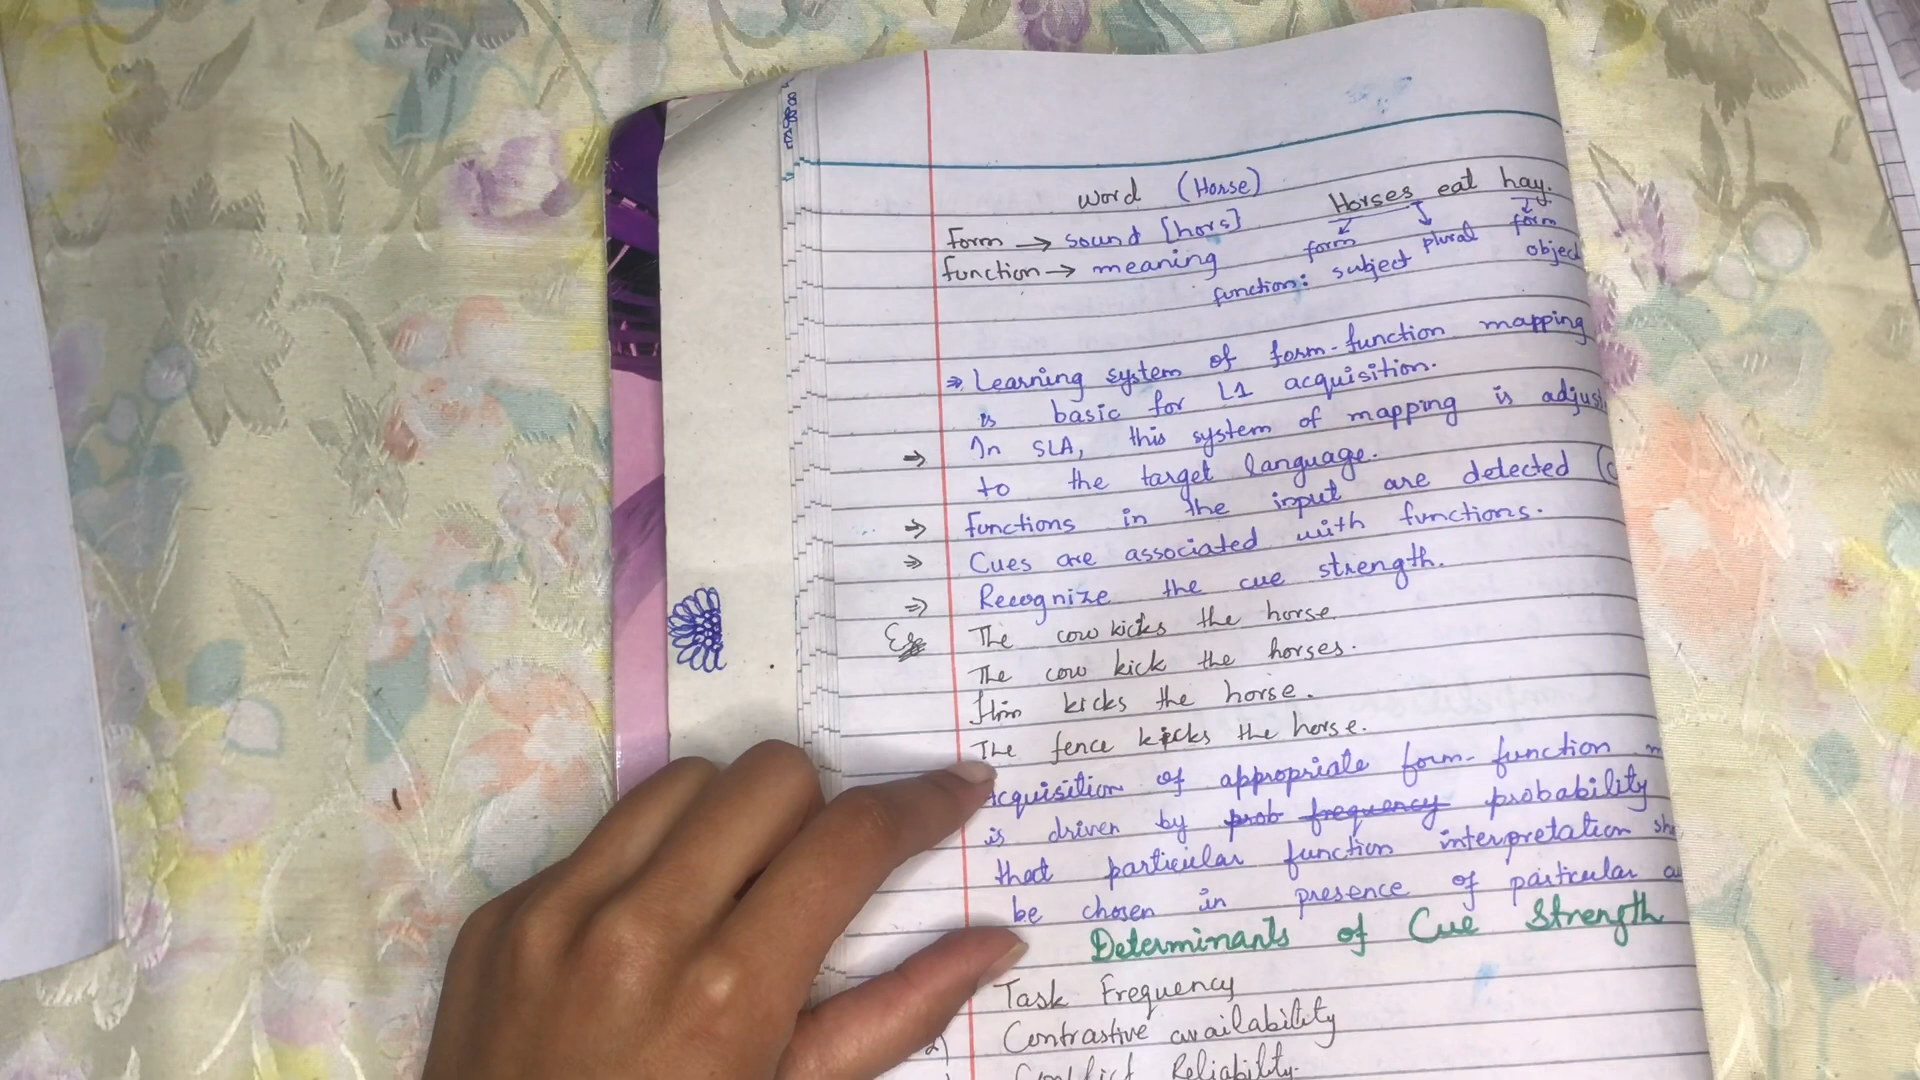 word (Horse)
Horses eat hay.
Form → sound [hors]
form plural form
function → meaning
function: subject object
⇒ Learning system of form-function mapping
is basic for L1 acquisition.
⇒ In SLA, this system of mapping is adjus
to the target language.
⇒ functions in the input are detected (
⇒ Cues are associated with functions.
⇒ Recognize the cue strength.
Eg The cow kicks the horse.
The cow kick the horses.
Him kicks the horse.
The fence kicks the horse.
Acquisition of appropriate form-function m
is driven by prob frequency probability
that particular function interpretation sh
be chosen in presence of particular
Determinants of Cue Strength
Task Frequency
2) Contrastive availability
Conflict Reliability.